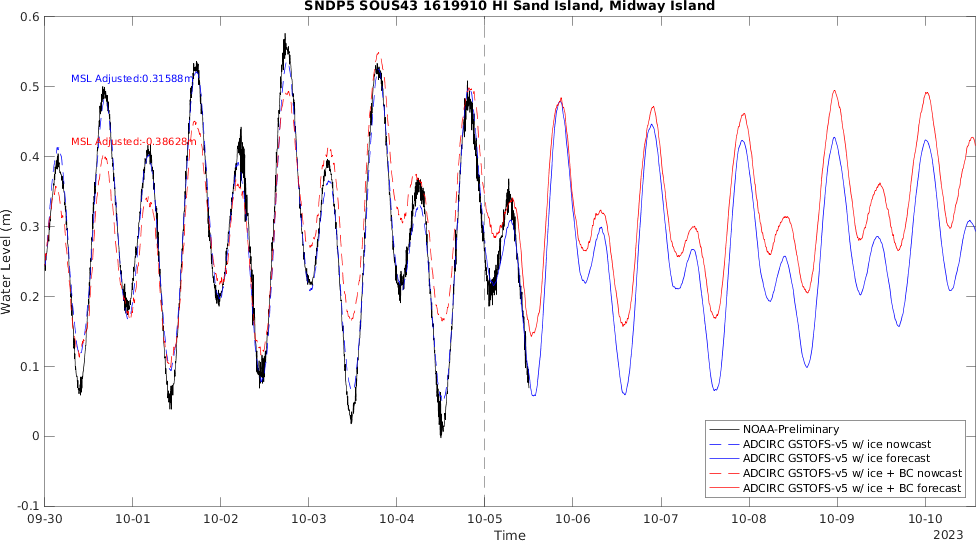 SNDP5 SOUS43 1619910 HI Sand Island, Midway Island
0.6
0.5
0.4
0.3
0.2
0.1
0
-0.1
Water Level (m)
MSL Adjusted:0.31588m
MSL Adjusted:-0.38628m
NOAA-Preliminary
ADCIRC GSTOFS-v5 w/ ice nowcast
ADCIRC GSTOFS-v5 w/ ice forecast
ADCIRC GSTOFS-v5 w/ ice + BC nowcast
ADCIRC GSTOFS-v5 w/ ice + BC forecast
09-30 10-01 10-02 10-03 10-04 10-05 10-06 10-07 10-08 10-09 10-10
Time
2023